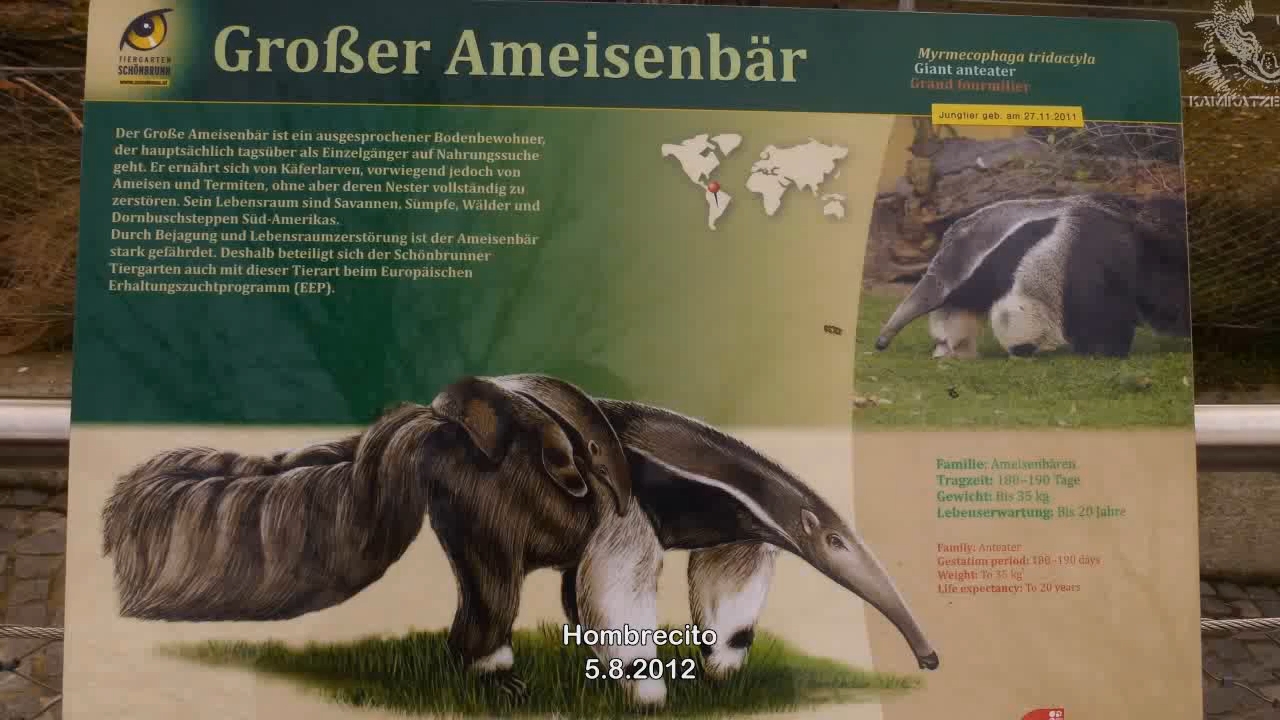 TIERGARTEN
SCHÖNBRUNN
Großer Ameisenbär
Myrmecophaga tridactyla
Giant anteater
Grand fourmilier
KAMIKATZE
Jungtier geb. am 27.11.2011
Der Große Ameisenbär ist ein ausgesprochener Bodenbewohner,
der hauptsächlich tagsüber als Einzelgänger auf Nahrungssuche
geht. Er ernährt sich von Käferlarven, vorwiegend jedoch von
Ameisen und Termiten, ohne aber deren Nester vollständig zu
zerstören. Sein Lebensraum sind Savannen, Sümpfe, Wälder und
Dornbuschsteppen Süd-Amerikas.
Durch Bejagung und Lebensraumzerstörung ist der Ameisenbär
stark gefährdet. Deshalb beteiligt sich der Schönbrunner
Tiergarten auch mit dieser Tierart beim Europäischen
Erhaltungszuchtprogramm (EEP).
Familie: Ameisenbären
Tragzeit: 180–190 Tage
Gewicht: Bis 35 kg
Lebenserwartung: Bis 20 Jahre
Family: Anteater
Gestation period: 180–190 days
Weight: To 35 kg
Life expectancy: To 20 years
Hombrecito
5.8.2012